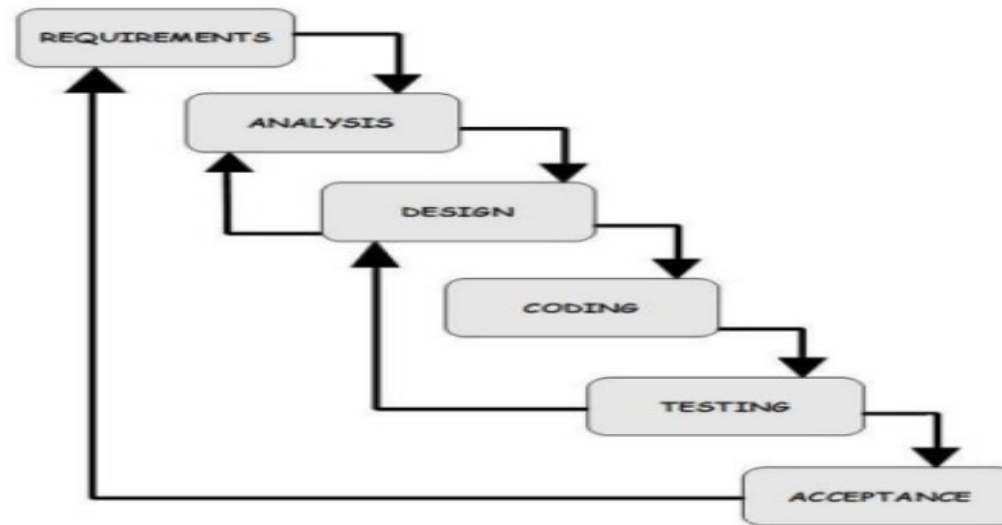 REQUIREMENTS
ANALYSIS
DESIGN
CODING
TESTING
ACCEPTANCE